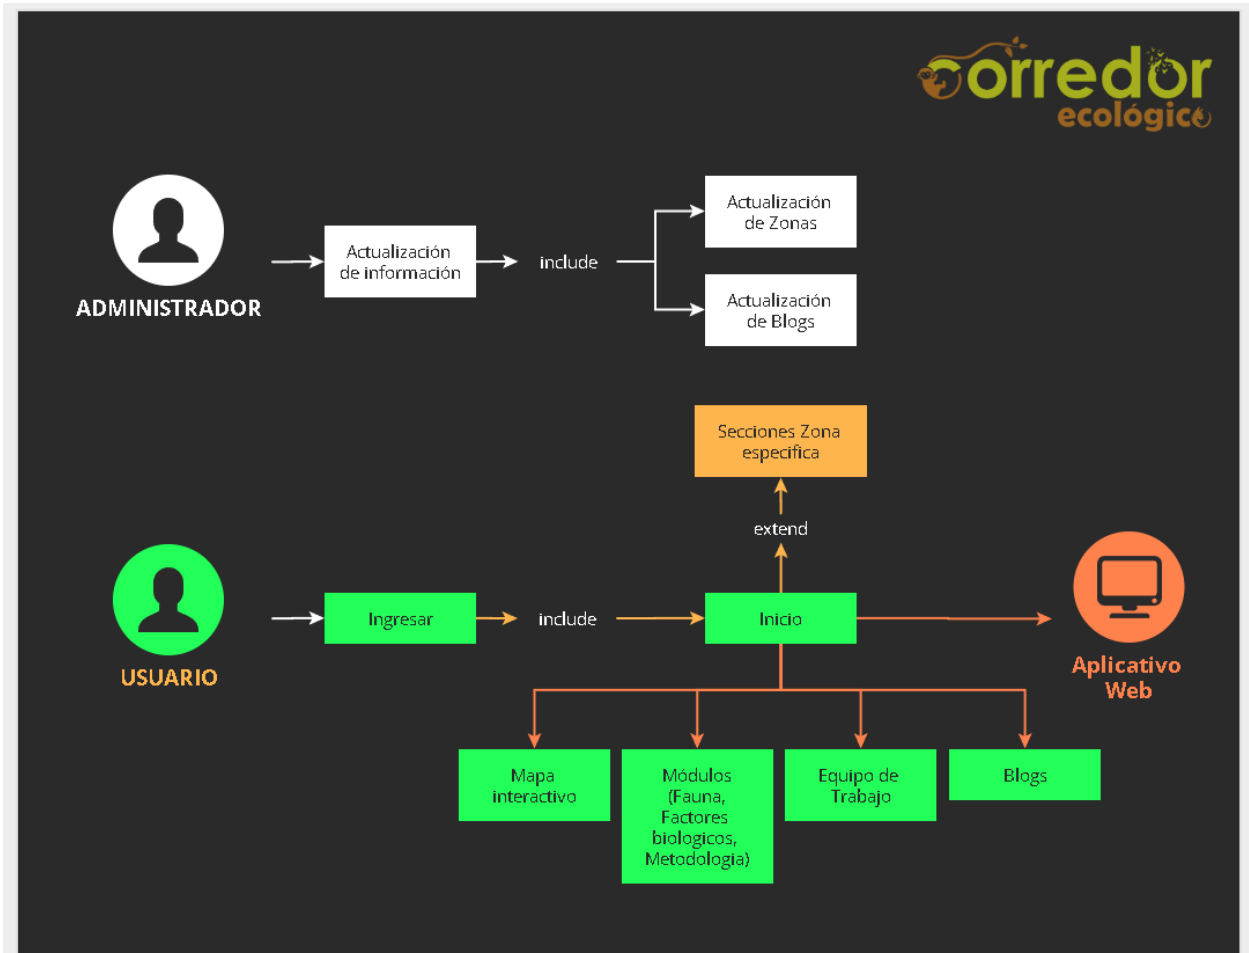 corredor
ecológico
ADMINISTRADOR
Actualización
de información
include
Actualización
de Zonas
Actualización
de Blogs
Secciones Zona
especifica
extend
USUARIO
Ingresar
include
Inicio
Aplicativo
Web
Mapa
interactivo
Módulos
(Fauna,
Factores
biologicos,
Metodologia)
Equipo de
Trabajo
Blogs